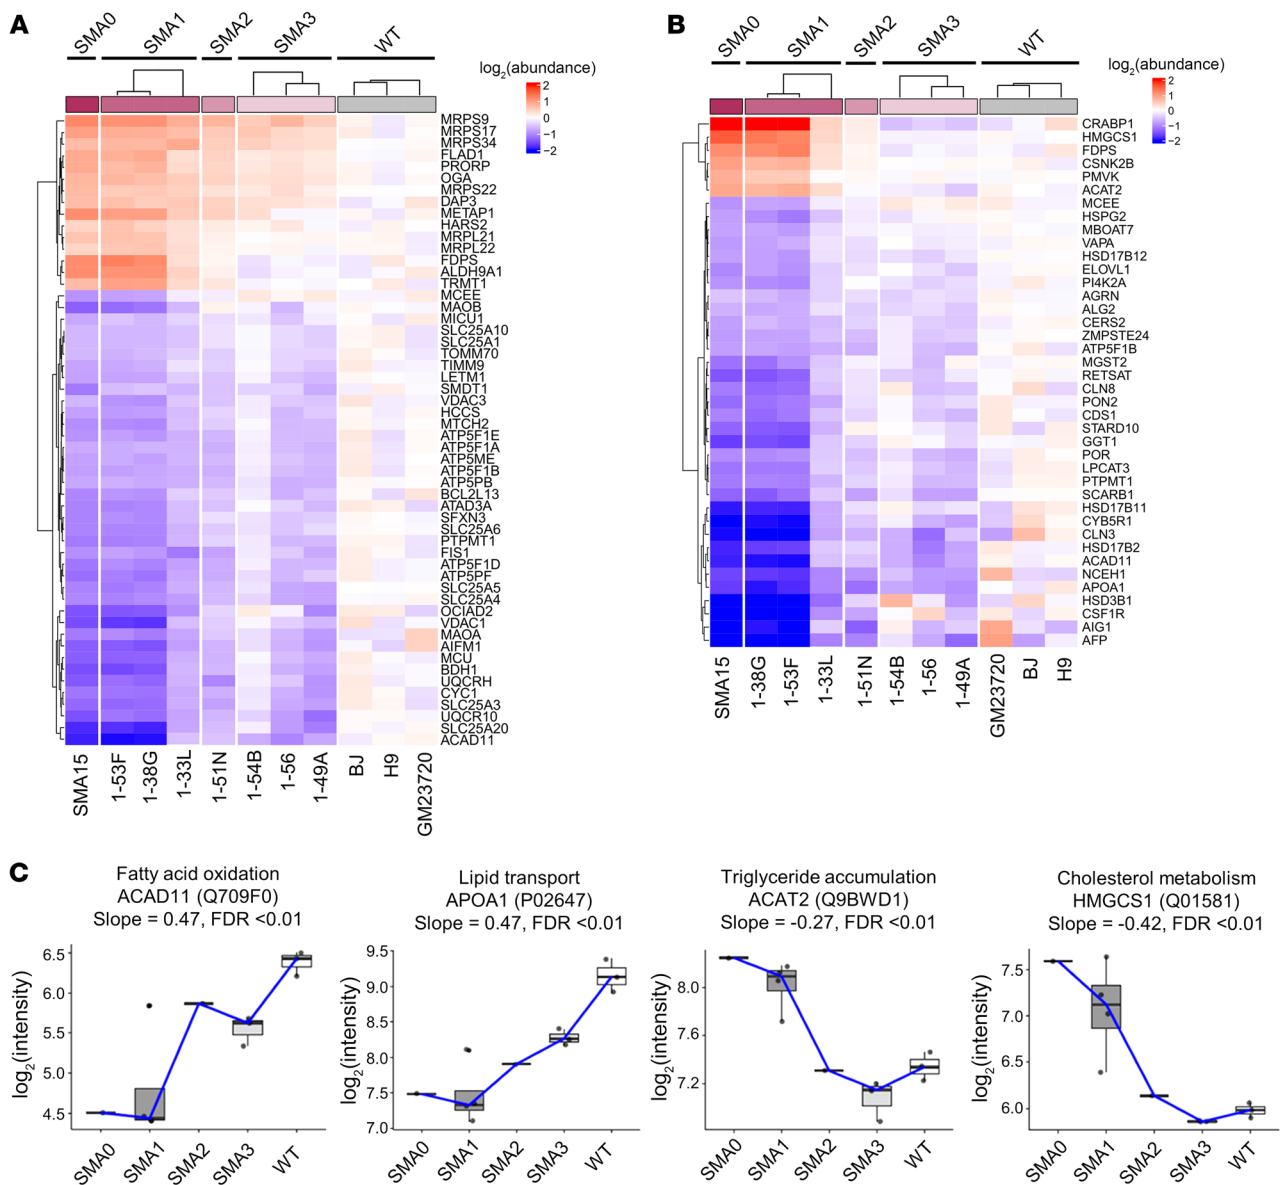 A
SMA0 SMA1 SMA2 SMA3 WT
log2(abundance)
2
1
0
−1
−2
MRPS9
MRPS17
MRPS34
FLAD1
PRORP
OGA
MRPS22
DAP3
METAP1
HARS2
MRPL21
MRPL22
FDPS
ALDH9A1
TRMT1
MCEE
MAOB
MICU1
SLC25A10
SLC25A1
TOMM70
TIMM9
LETM1
SMDT1
VDAC3
HCCS
MTCH2
ATP5F1E
ATP5F1A
ATP5ME
ATP5F1B
ATP5PB
BCL2L13
ATAD3A
SFXN3
SLC25A6
PTPMT1
FIS1
ATP5F1D
ATP5PF
SLC25A5
SLC25A4
OCIAD2
VDAC1
MAOA
AIFM1
MCU
BDH1
UQCRH
CYC1
SLC25A3
UQCR10
SLC25A20
ACAD11
SMA15 1-53F 1-38G 1-33L 1-51N 1-54B 1-56 1-49A BJ H9 GM23720
B
SMA0 SMA1 SMA2 SMA3 WT
log2(abundance)
2
1
0
−1
−2
CRABP1
HMGCS1
FDPS
CSNK2B
PMVK
ACAT2
MCEE
HSPG2
MBOAT7
VAPA
HSD17B12
ELOVL1
PI4K2A
AGRN
ALG2
CERS2
ZMPSTE24
ATP5F1B
MGST2
RETSAT
CLN8
PON2
CDS1
STARD10
GGT1
POR
LPCAT3
PTPMT1
SCARB1
HSD17B11
CYB5R1
CLN3
HSD17B2
ACAD11
NCEH1
APOA1
HSD3B1
CSF1R
AIG1
AFP
SMA15 1-38G 1-53F 1-33L 1-51N 1-54B 1-56 1-49A GM23720 BJ H9
C
Fatty acid oxidation
ACAD11 (Q709F0)
Slope = 0.47, FDR <0.01
log2(intensity)
6.5
6.0
5.5
5.0
4.5
SMA0 SMA1 SMA2 SMA3 WT
Lipid transport
APOA1 (P02647)
Slope = 0.47, FDR <0.01
log2(intensity)
9.5
9.0
8.5
8.0
7.5
7.0
SMA0 SMA1 SMA2 SMA3 WT
Triglyceride accumulation
ACAT2 (Q9BWD1)
Slope = -0.27, FDR <0.01
log2(intensity)
8.0
7.6
7.2
SMA0 SMA1 SMA2 SMA3 WT
Cholesterol metabolism
HMGCS1 (Q01581)
Slope = -0.42, FDR <0.01
log2(intensity)
7.5
7.0
6.5
6.0
SMA0 SMA1 SMA2 SMA3 WT